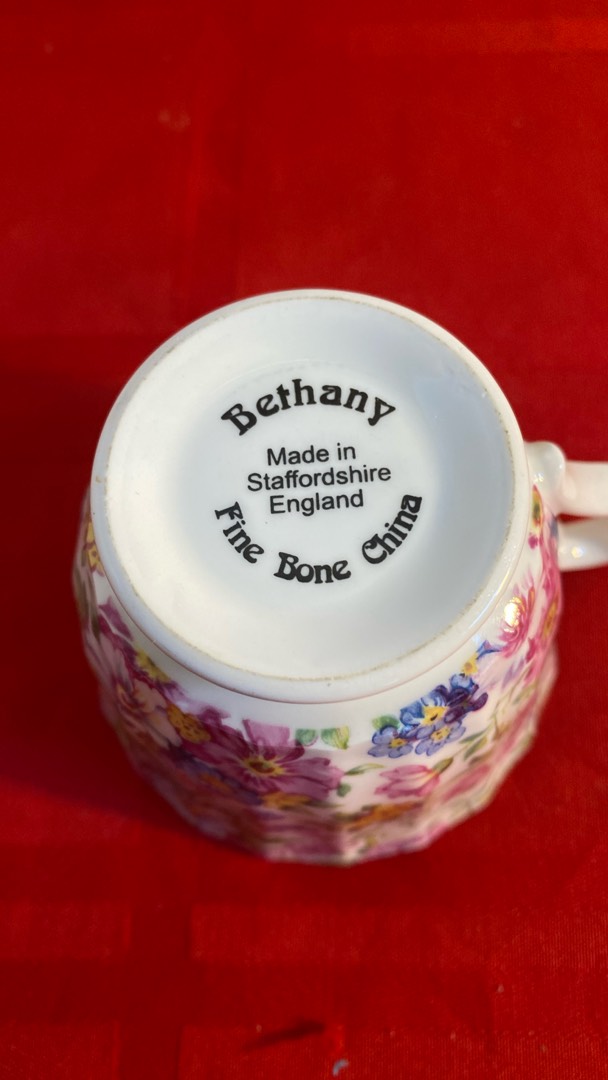 Bethany
Made in
Staffordshire
England
Fine Bone China